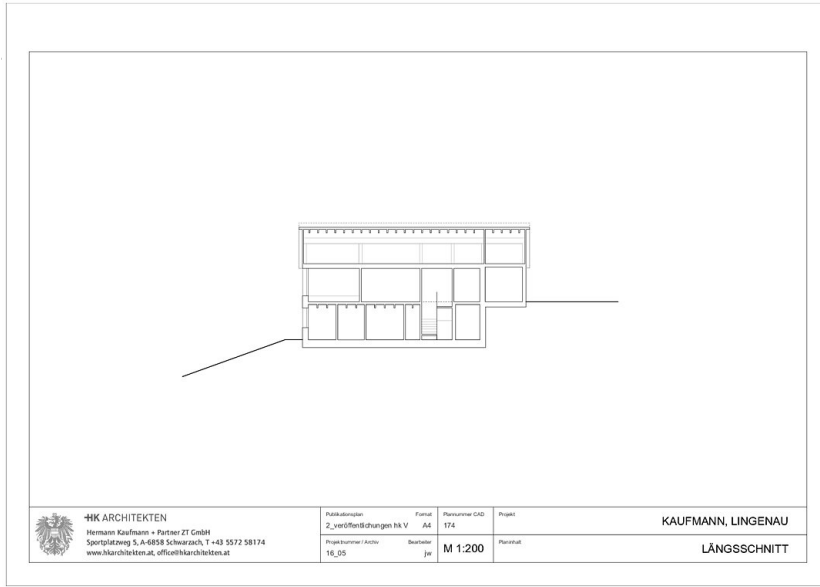 HK ARCHITEKTEN
Hermann Kaufmann + Partner ZT GmbH
Sportplatzweg 5, A-6858 Schwarzach, T +43 5572 58174
www.hkarchitekten.at, office@hkarchitekten.at
Publikationsplan Format
2_veröffentlichungen hk V A4
Projektnummer / Archiv Bearbeiter
16_05 jw
Plannummer CAD
174
M 1:200
Projekt
KAUFMANN, LINGENAU
Planinhalt
LÄNGSSCHNITT